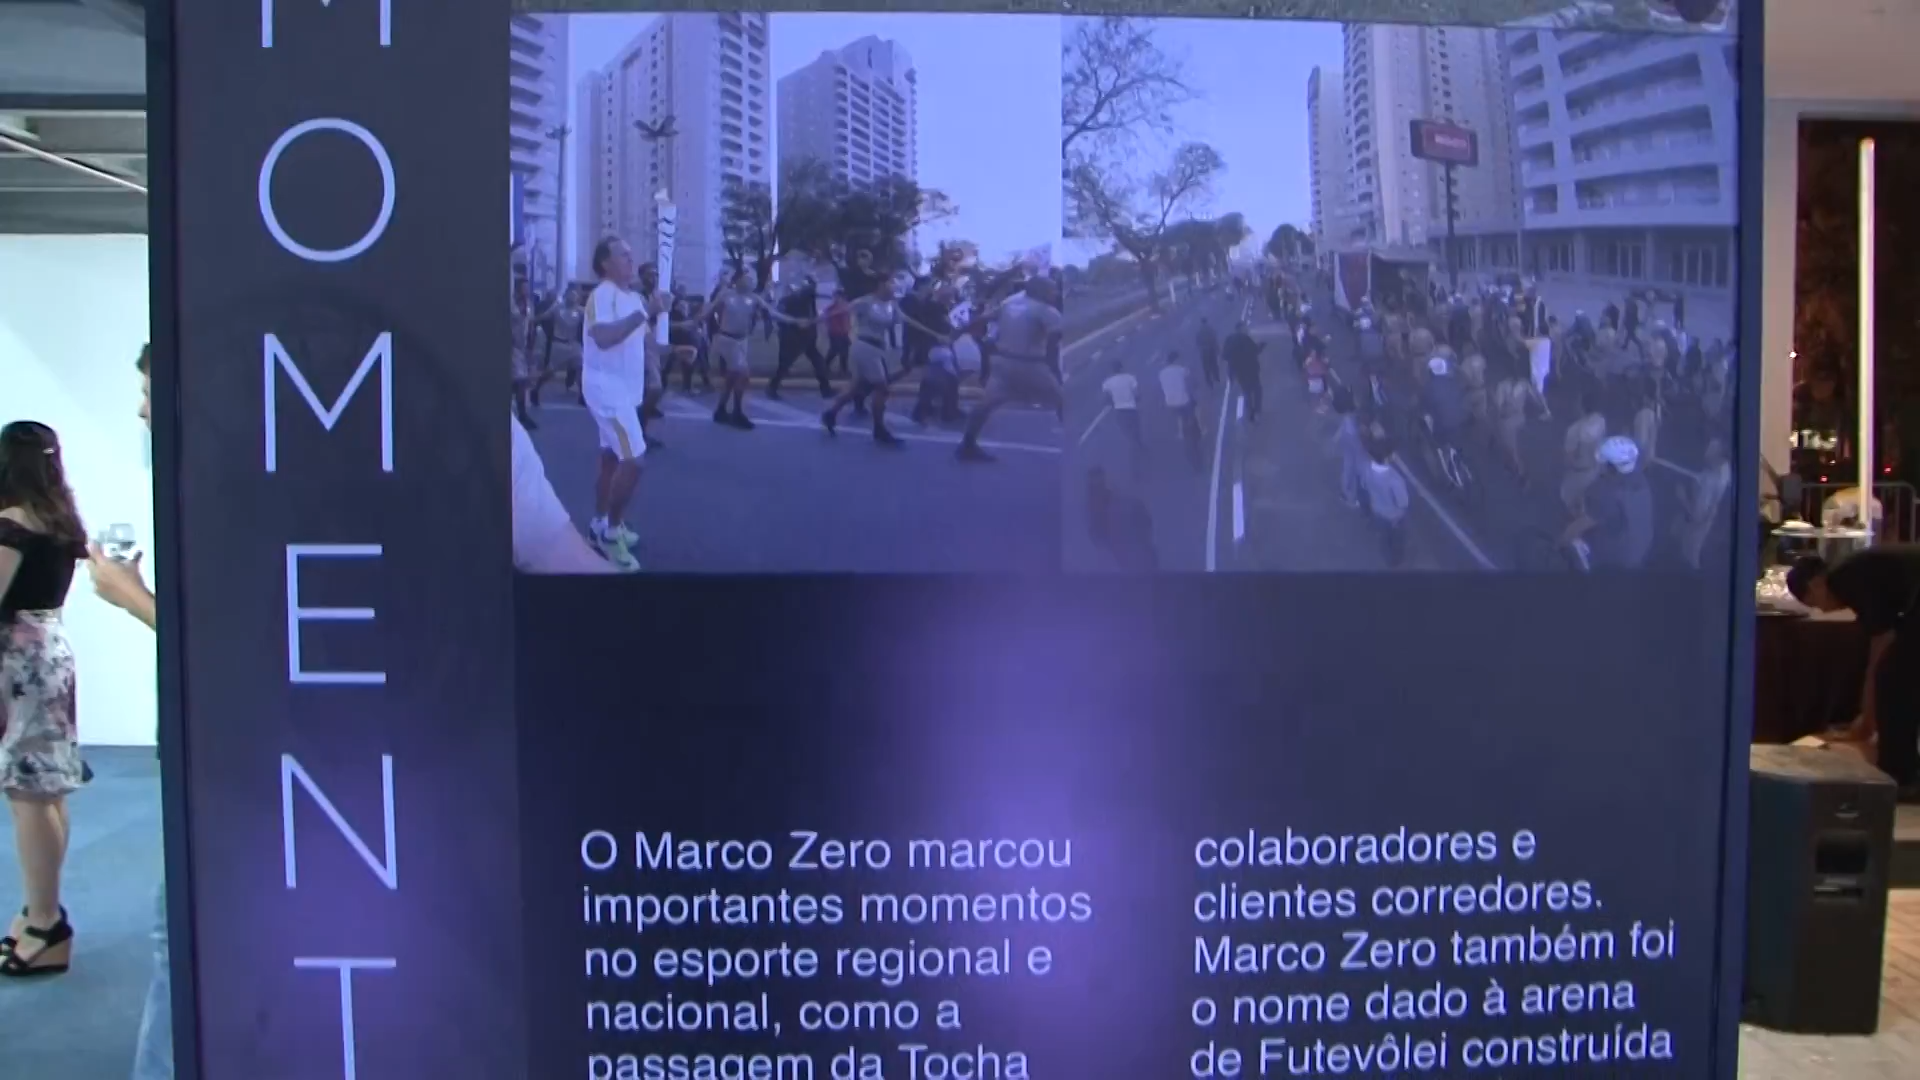 MOMENT
O Marco Zero marcou
importantes momentos
no esporte regional e
nacional, como a
passagem da Tocha
colaboradores e
clientes corredores.
Marco Zero também foi
o nome dado à arena
de Futevôlei construída